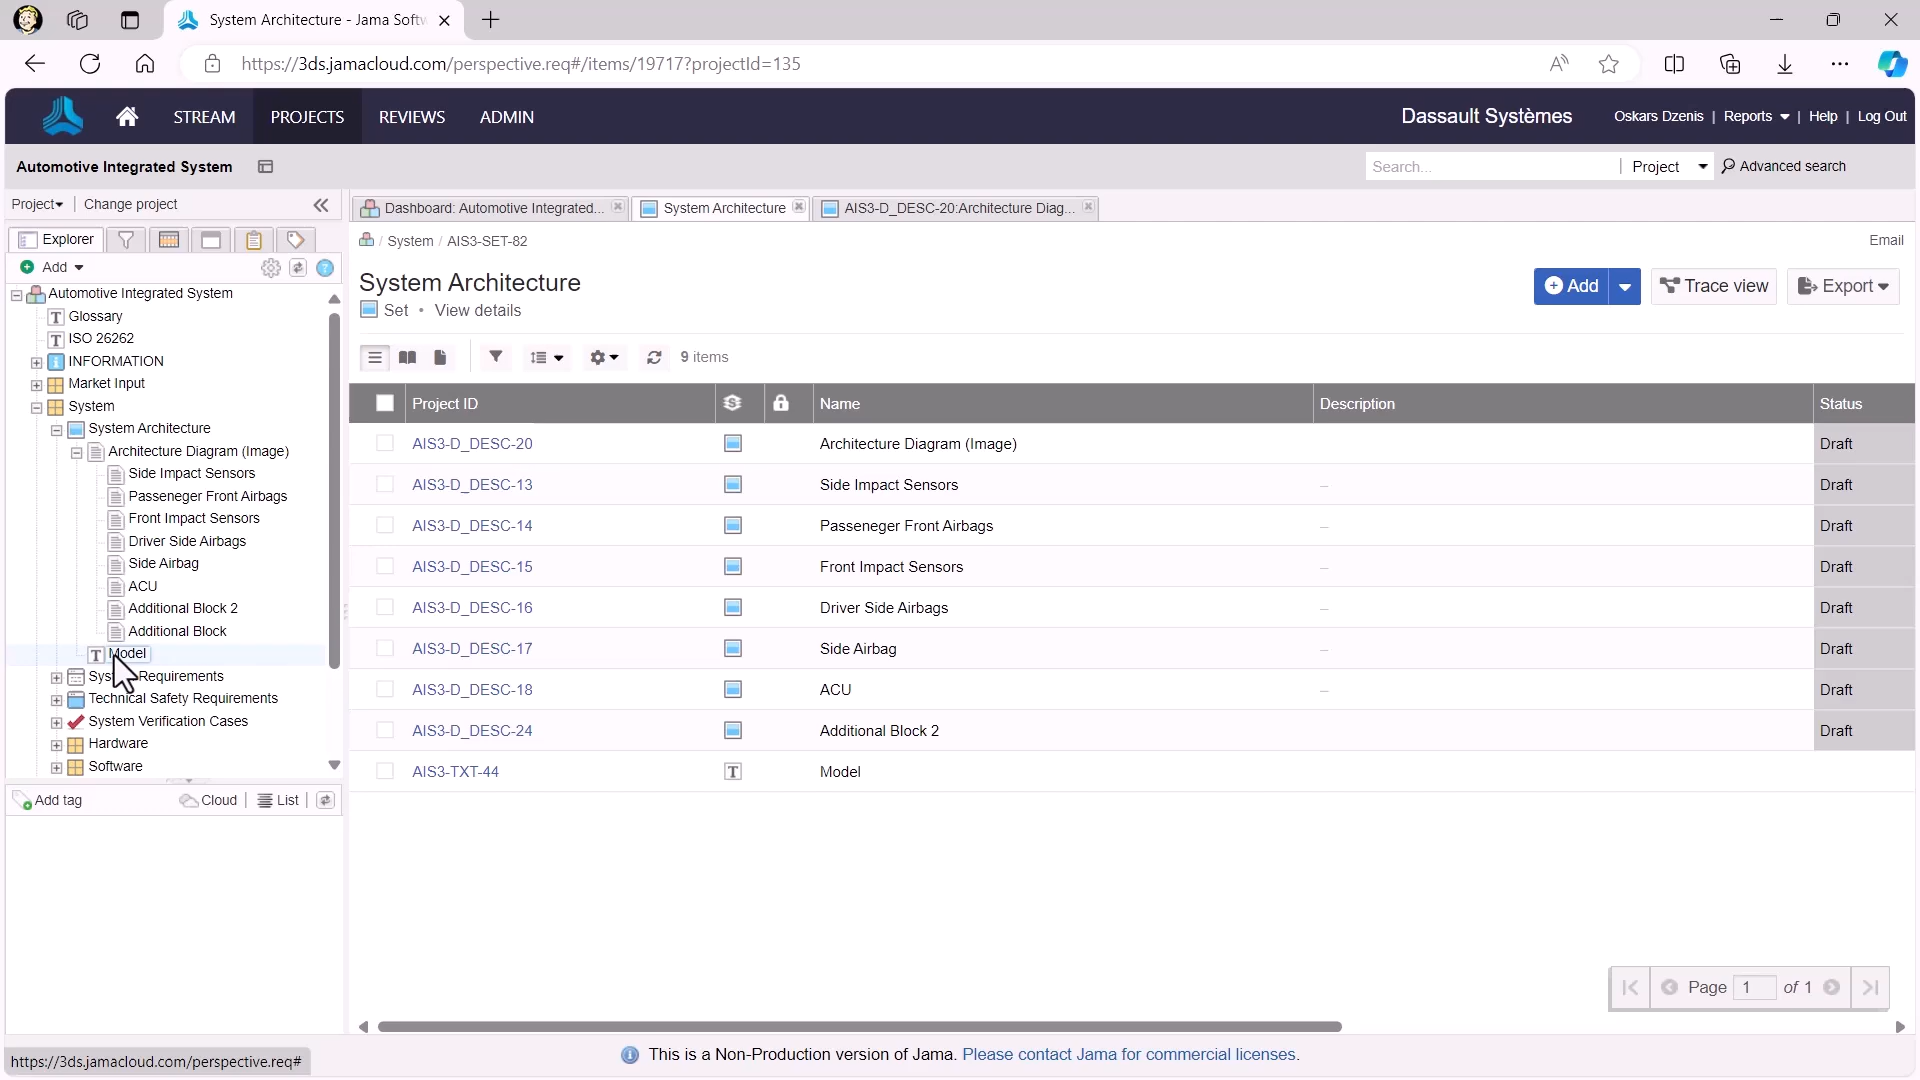 System Architecture - Jama Softw
https://3ds.jamacloud.com/perspective.req#/items/19717?projectId=135
STREAM PROJECTS REVIEWS ADMIN
Dassault Systèmes
Oskars Dzenis | Reports | Help | Log Out
Automotive Integrated System
Search... Project Advanced search
Project Change project
Dashboard: Automotive Integrated... System Architecture AIS3-D_DESC-20:Architecture Diag...
Explorer
/ System / AIS3-SET-82
Email
Add
System Architecture
Add Trace view Export
Set • View details
9 items
Automotive Integrated System
Glossary
ISO 26262
INFORMATION
Market Input
System
System Architecture
Architecture Diagram (Image)
Side Impact Sensors
Passeneger Front Airbags
Front Impact Sensors
Driver Side Airbags
Side Airbag
ACU
Additional Block 2
Additional Block
Model
Requirements
Technical Safety Requirements
System Verification Cases
Hardware
Software
Add tag Cloud | List
Project ID Name Description Status
AIS3-D_DESC-20 Architecture Diagram (Image) Draft
AIS3-D_DESC-13 Side Impact Sensors – Draft
AIS3-D_DESC-14 Passeneger Front Airbags – Draft
AIS3-D_DESC-15 Front Impact Sensors – Draft
AIS3-D_DESC-16 Driver Side Airbags – Draft
AIS3-D_DESC-17 Side Airbag – Draft
AIS3-D_DESC-18 ACU – Draft
AIS3-D_DESC-24 Additional Block 2 Draft
AIS3-TXT-44 T Model
Page 1 of 1
This is a Non-Production version of Jama. Please contact Jama for commercial licenses.
https://3ds.jamacloud.com/perspective.req#